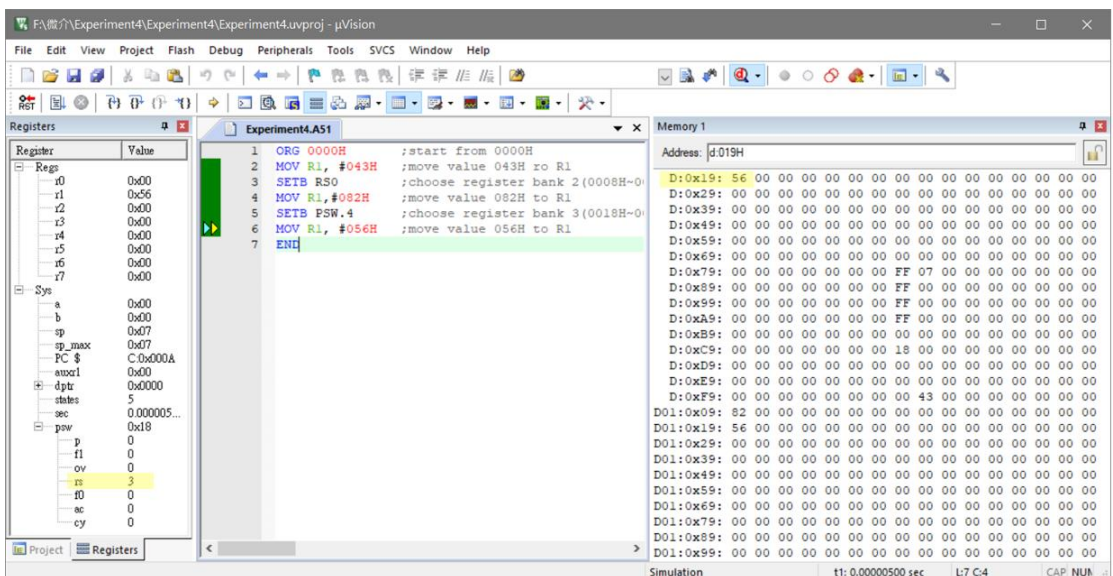 F:\微介\Experiment4\Experiment4\Experiment4.uvproj - µVision
File Edit View Project Flash Debug Peripherals Tools SVCS Window Help
Registers
Register Value
Regs
r0 0x00
r1 0x56
r2 0x00
r3 0x00
r4 0x00
r5 0x00
r6 0x00
r7 0x00
Sys
a 0x00
b 0x00
sp 0x07
sp_max 0x07
PC $ C:0x000A
auxr1 0x00
dptr 0x0000
states 5
sec 0.000005...
psw 0x18
p 0
f1 0
ov 0
rs 3
f0 0
ac 0
cy 0
Project Registers
Experiment4.A51
1 ORG 0000H ;start from 0000H
2 MOV R1, #043H ;move value 043H ro R1
3 SETB RS0 ;choose register bank 2(0008H~0
4 MOV R1,#082H ;move value 082H to R1
5 SETB PSW.4 ;choose register bank 3(0018H~0
6 MOV R1, #056H ;move value 056H to R1
7 END
Memory 1
Address: d:019H
D:0x19: 56 00 00 00 00 00 00 00 00 00 00 00 00 00 00 00
D:0x29: 00 00 00 00 00 00 00 00 00 00 00 00 00 00 00 00
D:0x39: 00 00 00 00 00 00 00 00 00 00 00 00 00 00 00 00
D:0x49: 00 00 00 00 00 00 00 00 00 00 00 00 00 00 00 00
D:0x59: 00 00 00 00 00 00 00 00 00 00 00 00 00 00 00 00
D:0x69: 00 00 00 00 00 00 00 00 00 00 00 00 00 00 00 00
D:0x79: 00 00 00 00 00 00 00 FF 07 00 00 00 00 00 00 00
D:0x89: 00 00 00 00 00 00 00 FF 00 00 00 00 00 00 00 00
D:0x99: 00 00 00 00 00 00 00 FF 00 00 00 00 00 00 00 00
D:0xA9: 00 00 00 00 00 00 00 FF 00 00 00 00 00 00 00 00
D:0xB9: 00 00 00 00 00 00 00 00 00 00 00 00 00 00 00 00
D:0xC9: 00 00 00 00 00 00 00 18 00 00 00 00 00 00 00 00
D:0xD9: 00 00 00 00 00 00 00 00 00 00 00 00 00 00 00 00
D:0xE9: 00 00 00 00 00 00 00 00 00 00 00 00 00 00 00 00
D:0xF9: 00 00 00 00 00 00 00 00 43 00 00 00 00 00 00 00
D01:0x09: 82 00 00 00 00 00 00 00 00 00 00 00 00 00 00 00
D01:0x19: 56 00 00 00 00 00 00 00 00 00 00 00 00 00 00 00
D01:0x29: 00 00 00 00 00 00 00 00 00 00 00 00 00 00 00 00
D01:0x39: 00 00 00 00 00 00 00 00 00 00 00 00 00 00 00 00
D01:0x49: 00 00 00 00 00 00 00 00 00 00 00 00 00 00 00 00
D01:0x59: 00 00 00 00 00 00 00 00 00 00 00 00 00 00 00 00
D01:0x69: 00 00 00 00 00 00 00 00 00 00 00 00 00 00 00 00
D01:0x79: 00 00 00 00 00 00 00 00 00 00 00 00 00 00 00 00
D01:0x89: 00 00 00 00 00 00 00 00 00 00 00 00 00 00 00 00
D01:0x99: 00 00 00 00 00 00 00 00 00 00 00 00 00 00 00 00
Simulation t1: 0.00000500 sec L:7 C:4 CAP NUM